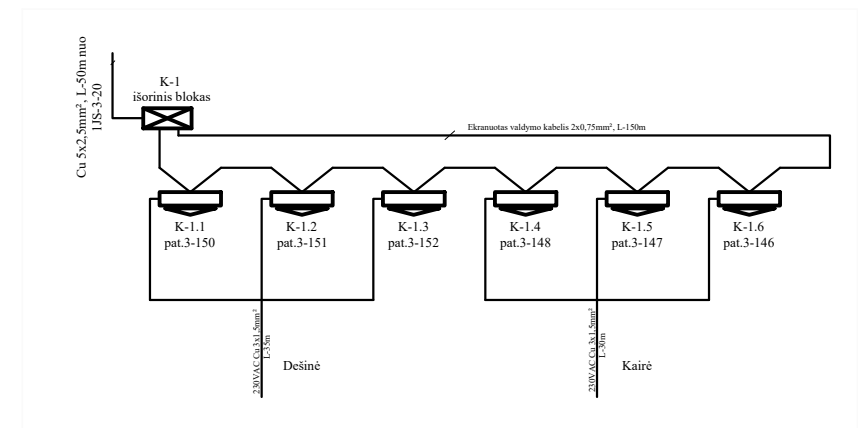 Cu 5x2,5mm², L-50m nuo
1JS-3-20
K-1
išorinis blokas
Ekranuotas valdymo kabelis 2x0,75mm², L-150m
K-1.1
pat.3-150
K-1.2
pat.3-151
K-1.3
pat.3-152
K-1.4
pat.3-148
K-1.5
pat.3-147
K-1.6
pat.3-146
230VAC Cu 3x1,5mm²
L-35m
Dešinė
230VAC Cu 3x1,5mm²
L-30m
Kairė